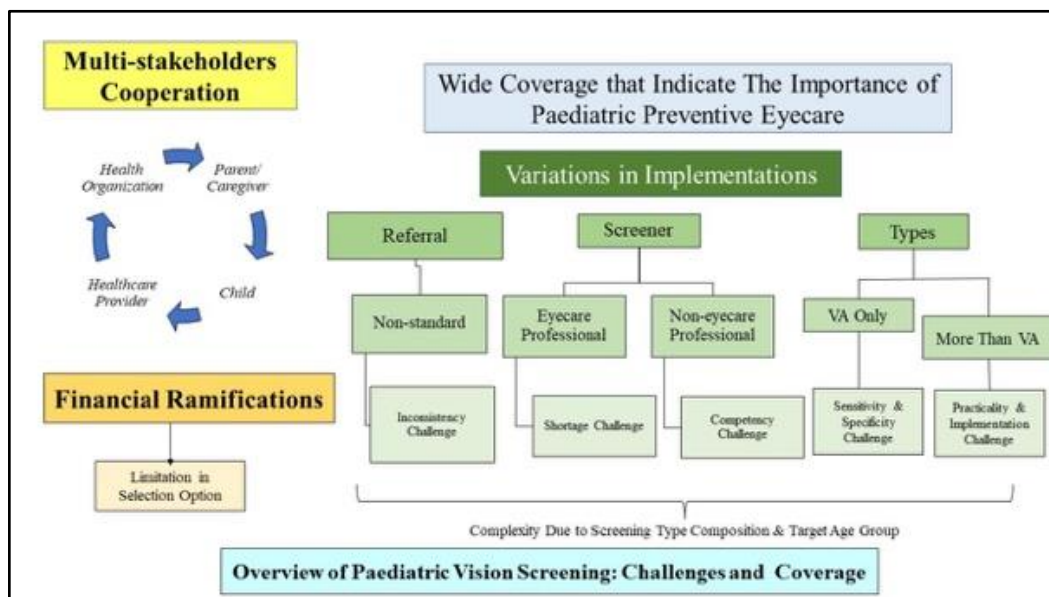 Multi-stakeholders
Cooperation
Health
Organization
Parent/
Caregiver
Healthcare
Provider
Child
Financial Ramifications
Limitation in
Selection Option
Wide Coverage that Indicate The Importance of
Paediatric Preventive Eyecare
Variations in Implementations
Referral
Screener
Types
Non-standard
Eyecare
Professional
Non-eyecare
Professional
VA Only
More Than VA
Inconsistency
Challenge
Shortage Challenge
Competency
Challenge
Sensitivity &
Specificity
Challenge
Practicality &
Implementation
Challenge
Complexity Due to Screening Type Composition & Target Age Group
Overview of Paediatric Vision Screening: Challenges and Coverage